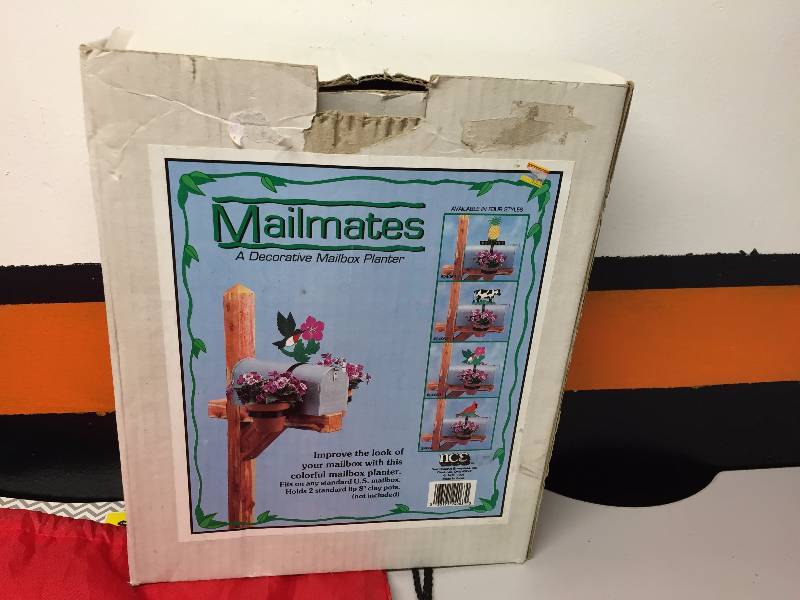 Mailmates
A Decorative Mailbox Planter
AVAILABLE IN FOUR STYLES
Improve the look of
your mailbox with this
colorful mailbox planter.
Fits on any standard U.S. mailbox.
Holds 2 standard lip 8" clay pots.
(not included)
NCE